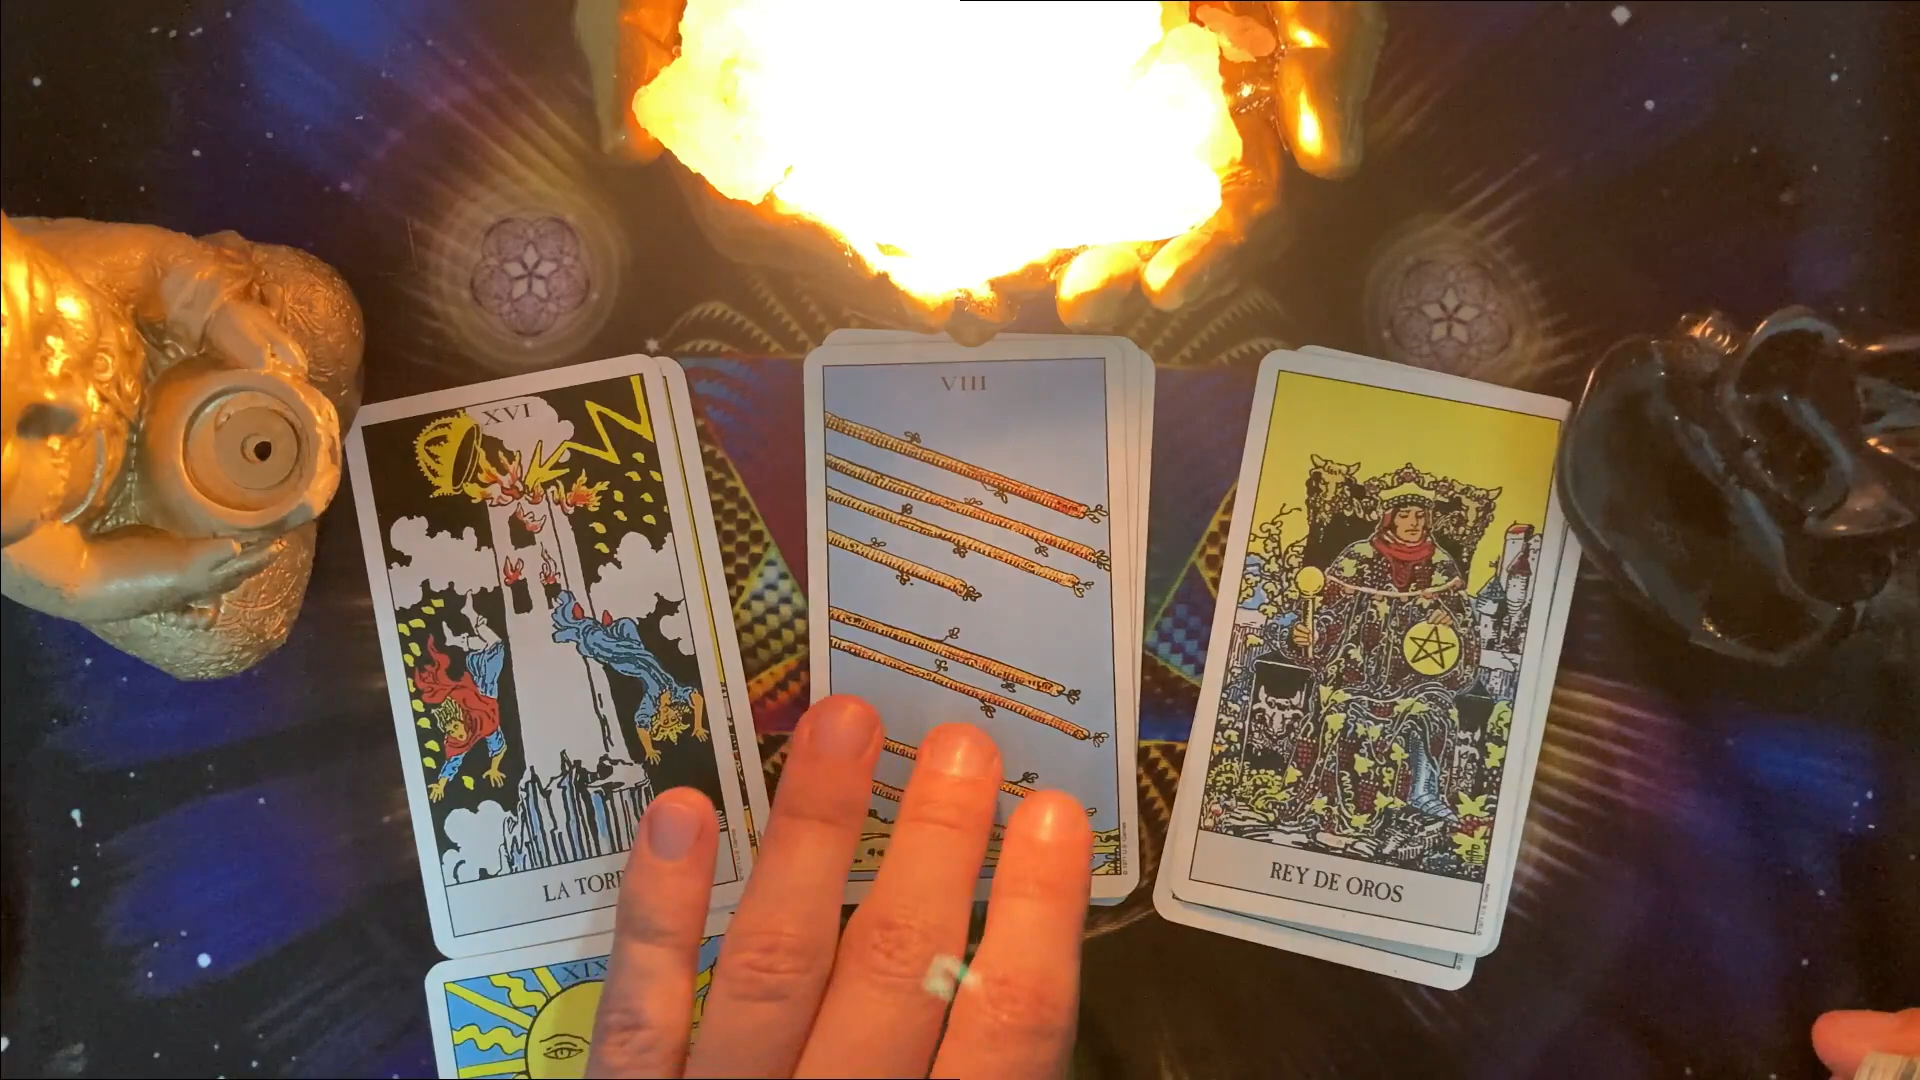 XVI
LA TORR
VIII
REY DE OROS
XIX